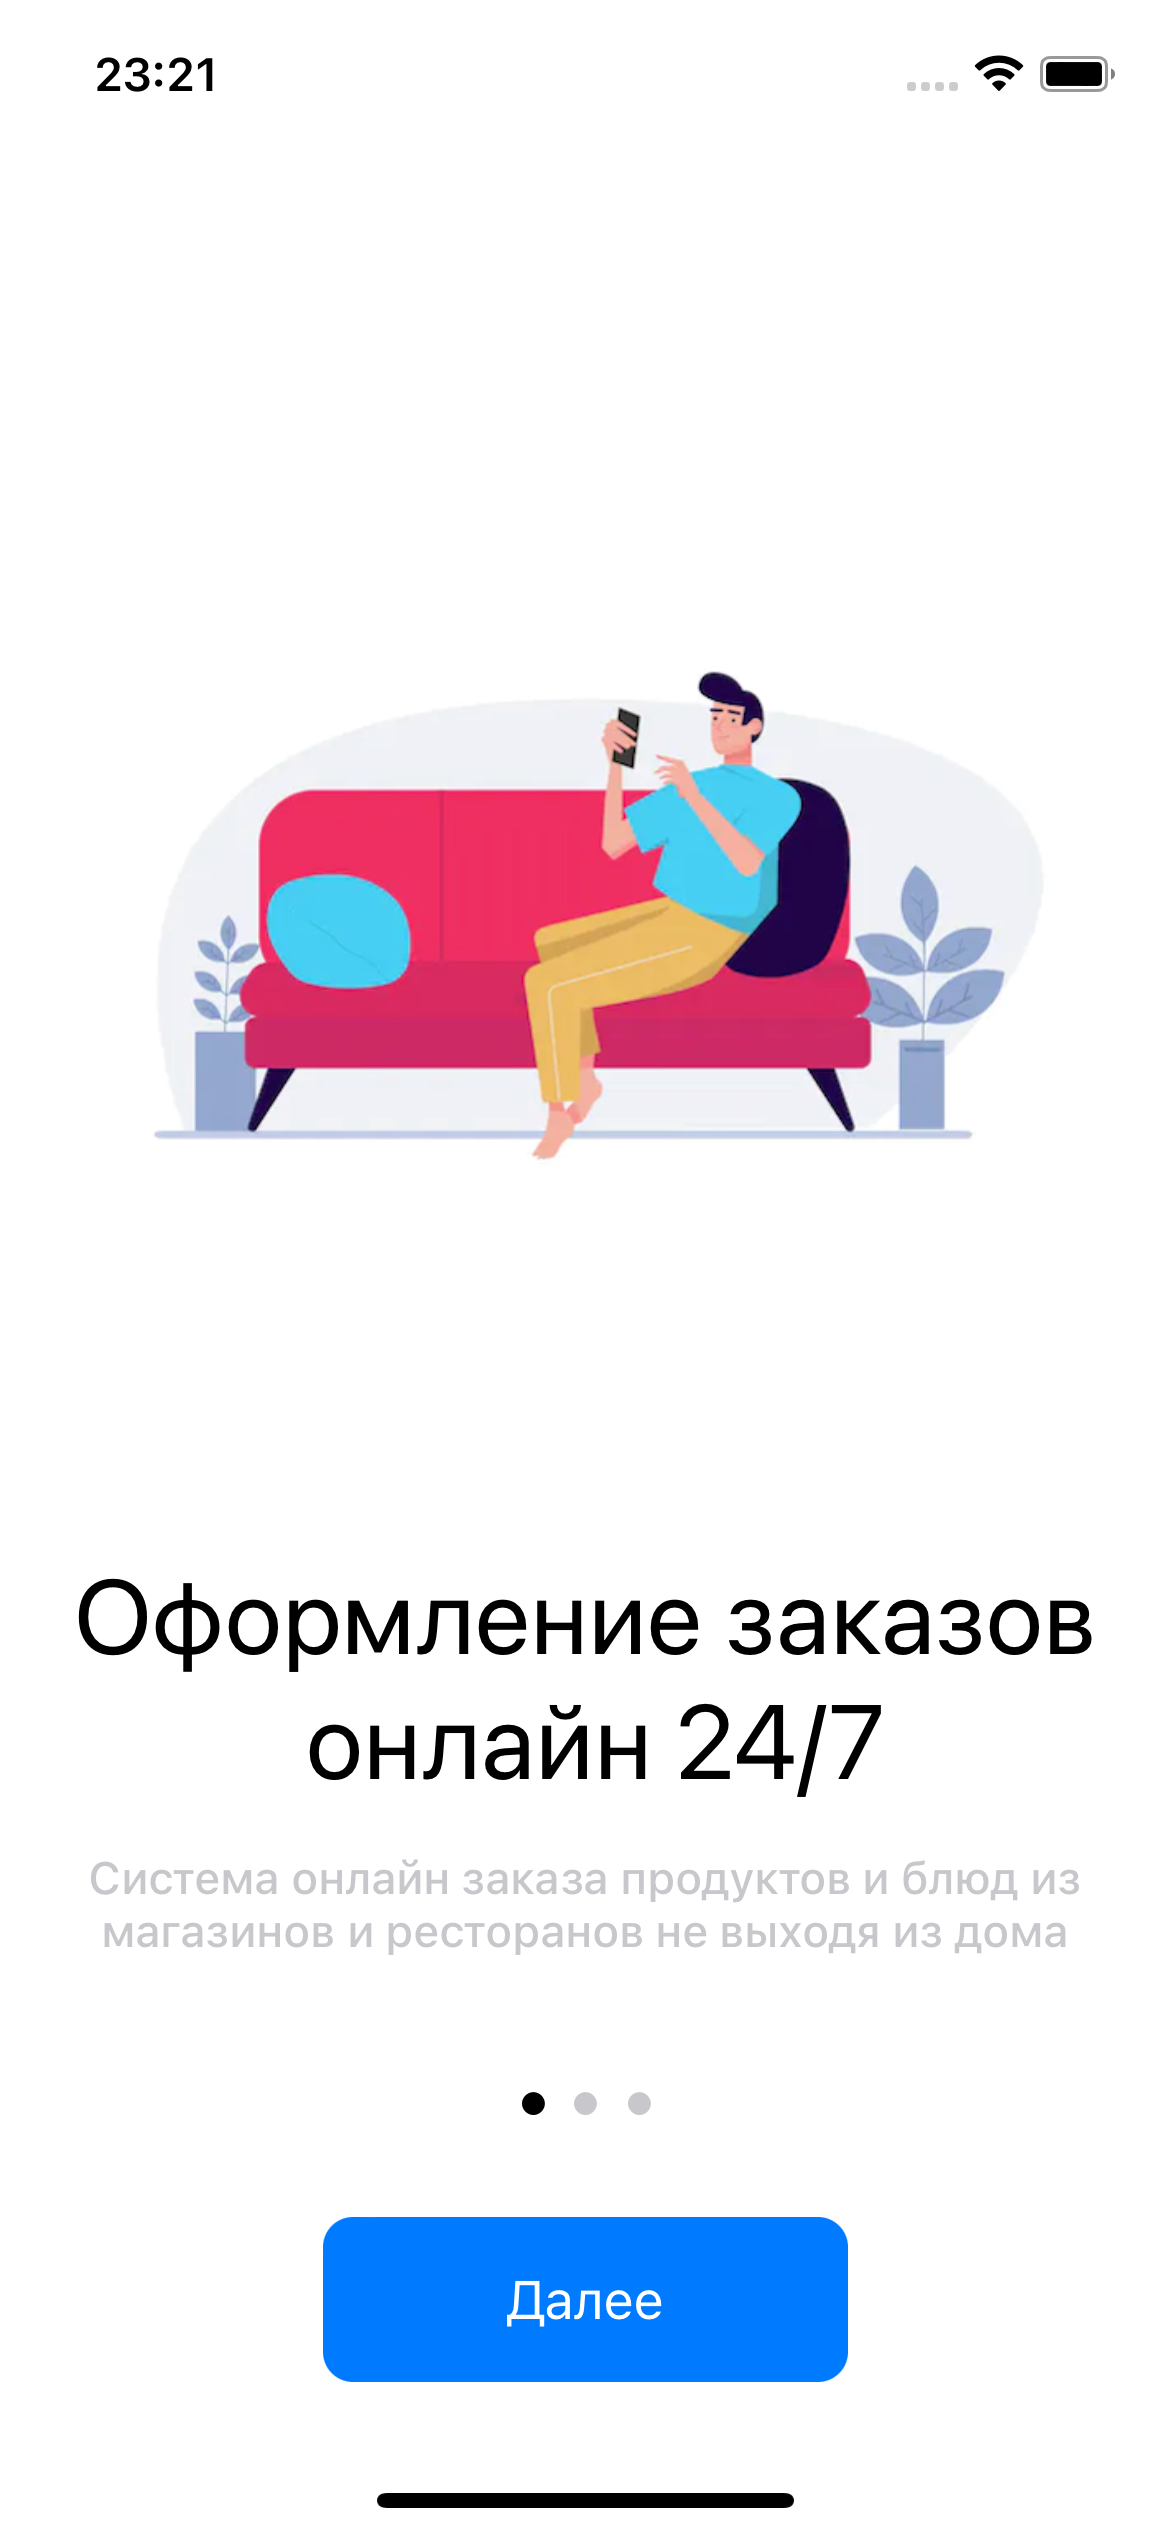 23:21
Оформление заказов
онлайн 24/7
Система онлайн заказа продуктов и блюд из
магазинов и ресторанов не выходя из дома
Далее